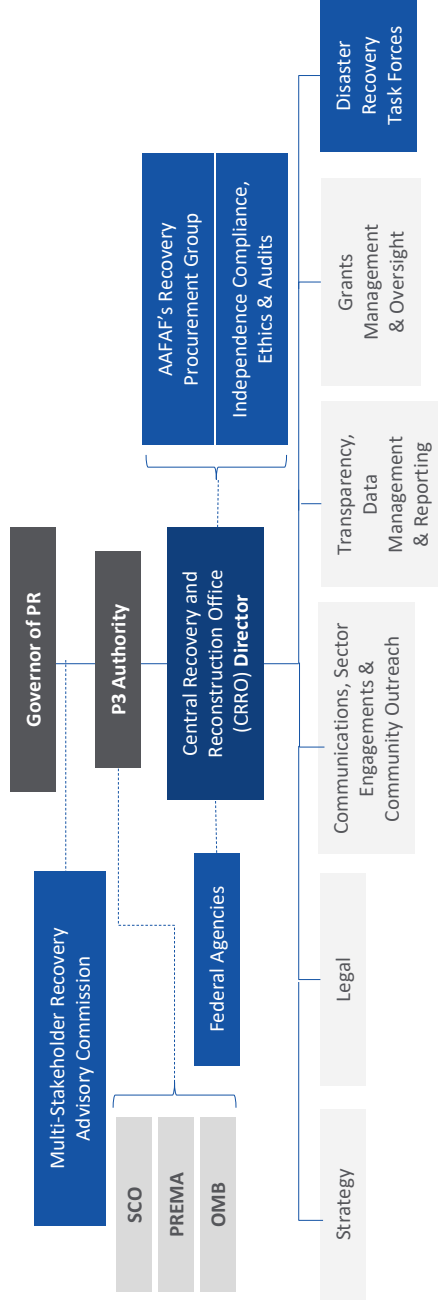 Governor of PR
Multi-Stakeholder Recovery
Advisory Commission
P3 Authority
SCO
PREMA
OMB
Federal Agencies
Central Recovery and
Reconstruction Office
(CRRO) Director
AAFAF's Recovery
Procurement Group
Independence Compliance,
Ethics & Audits
Strategy
Legal
Communications, Sector
Engagements &
Community Outreach
Transparency,
Data
Management
& Reporting
Grants
Management
& Oversight
Disaster
Recovery
Task Forces